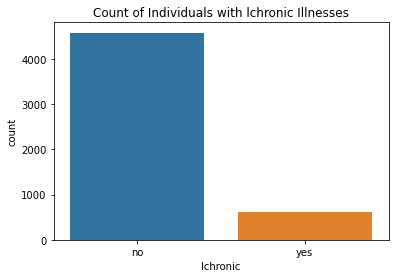 Count of Individuals with lchronic Illnesses
4000
3000
2000
1000
0
count
no yes
lchronic